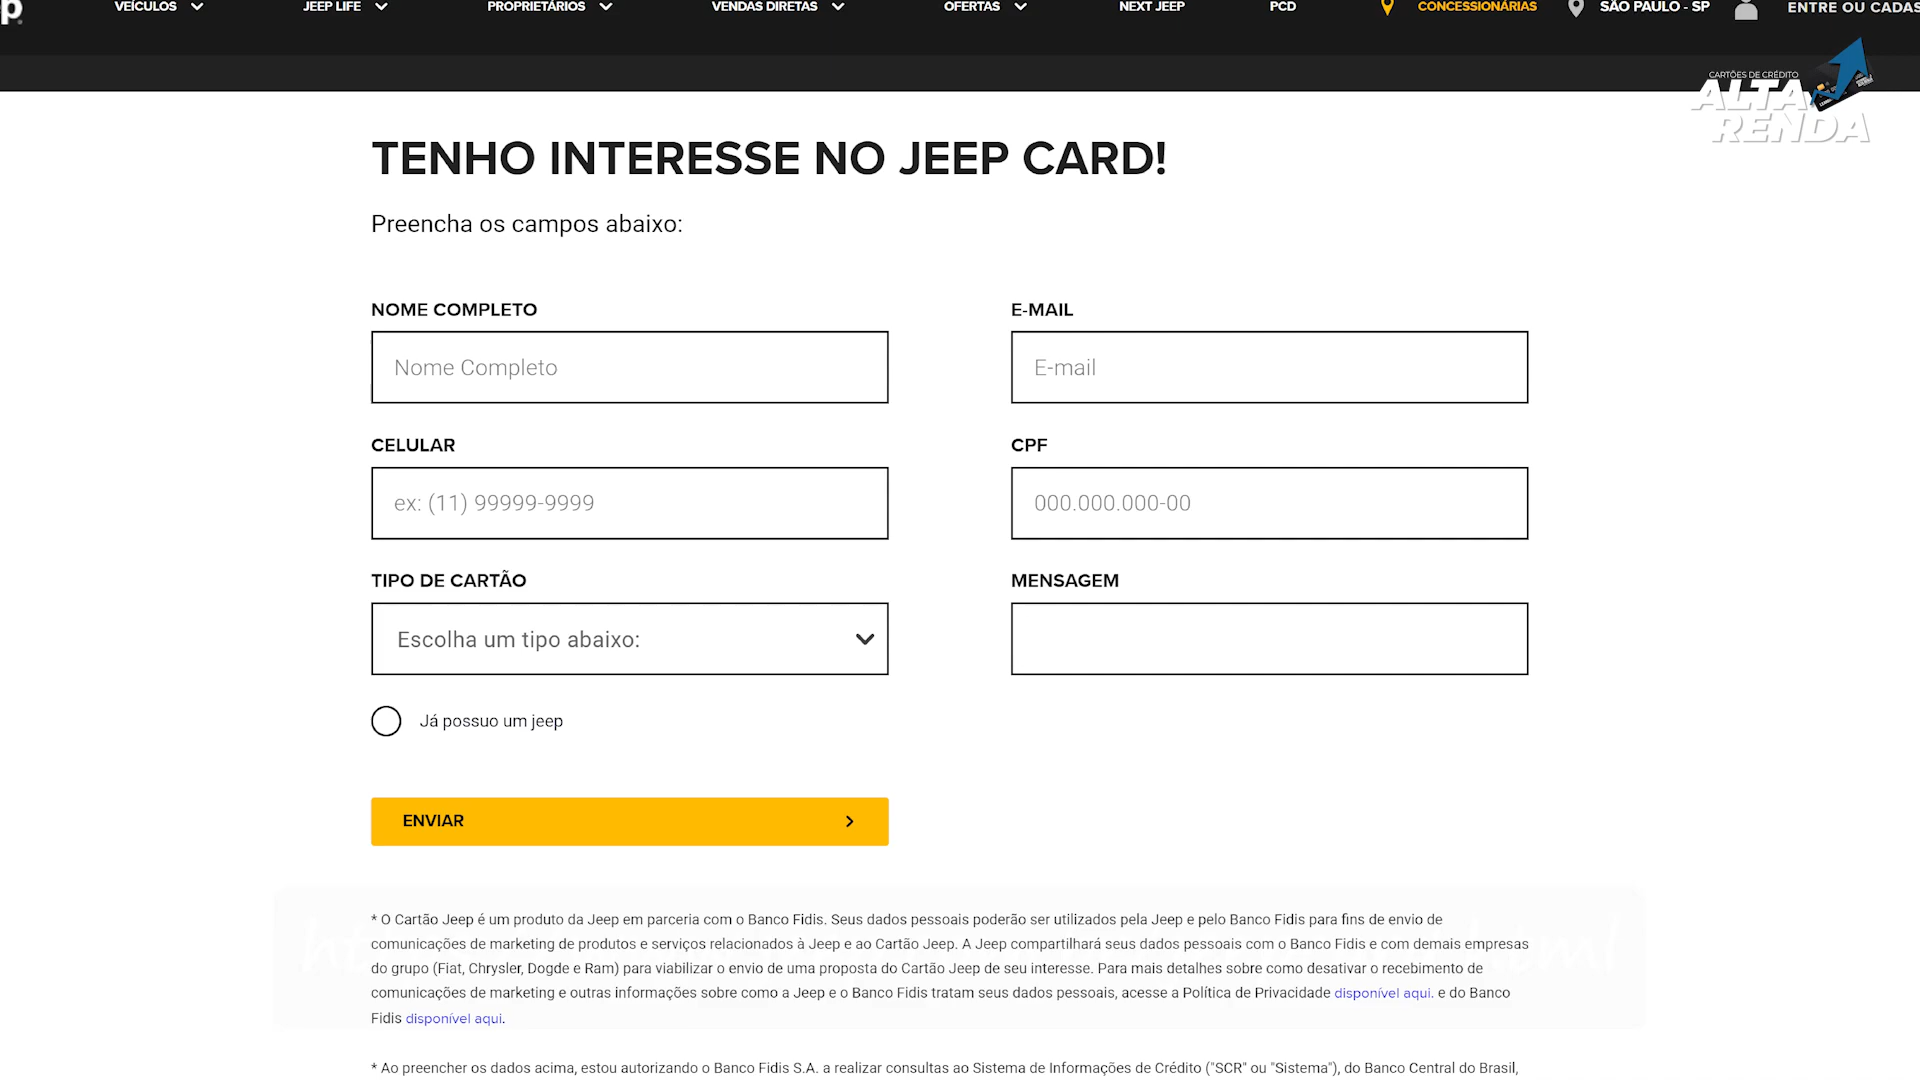 p
VEÍCULOS
JEEP LIFE
PROPRIETÁRIOS
VENDAS DIRETAS
OFERTAS
NEXT JEEP
PCD
CONCESSIONÁRIAS
SÃO PAULO - SP
ENTRE OU CADAS
CARTÕES DE CRÉDITO
ALTA
RENDA
TENHO INTERESSE NO JEEP CARD!
Preencha os campos abaixo:
NOME COMPLETO
Nome Completo
E-MAIL
E-mail
CELULAR
ex: (11) 99999-9999
CPF
000.000.000-00
TIPO DE CARTÃO
Escolha um tipo abaixo:
MENSAGEM
Já possuo um jeep
ENVIAR
* O Cartão Jeep é um produto da Jeep em parceria com o Banco Fidis. Seus dados pessoais poderão ser utilizados pela Jeep e pelo Banco Fidis para fins de envio de
comunicações de marketing de produtos e serviços relacionados à Jeep e ao Cartão Jeep. A Jeep compartilhará seus dados pessoais com o Banco Fidis e com demais empresas
do grupo (Fiat, Chrysler, Dogde e Ram) para viabilizar o envio de uma proposta do Cartão Jeep de seu interesse. Para mais detalhes sobre como desativar o recebimento de
comunicações de marketing e outras informações sobre como a Jeep e o Banco Fidis tratam seus dados pessoais, acesse a Política de Privacidade disponível aqui. e do Banco
Fidis disponível aqui.
* Ao preencher os dados acima, estou autorizando o Banco Fidis S.A. a realizar consultas ao Sistema de Informações de Crédito ("SCR" ou "Sistema"), do Banco Central do Brasil,